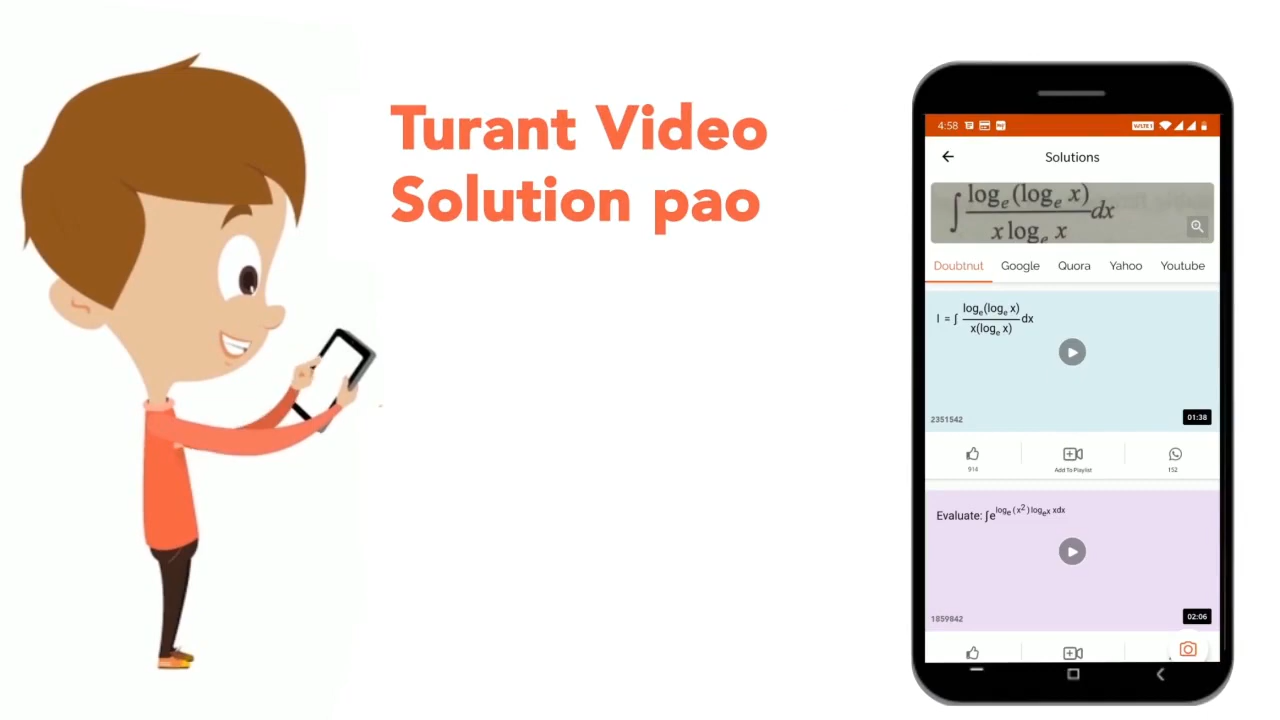 Turant Video
Solution pao
4:58
VoLTE1
Solutions
∫ logₑ(logₑ x) / x logₑ x dx
Doubtnut Google Quora Yahoo Youtube
I = ∫ logₑ(logₑ x) / x(logₑ x) dx
2351542
01:38
914
Add To Playlist
152
Evaluate: ∫e^logₑ(x²)logₑx xdx
1859842
02:06